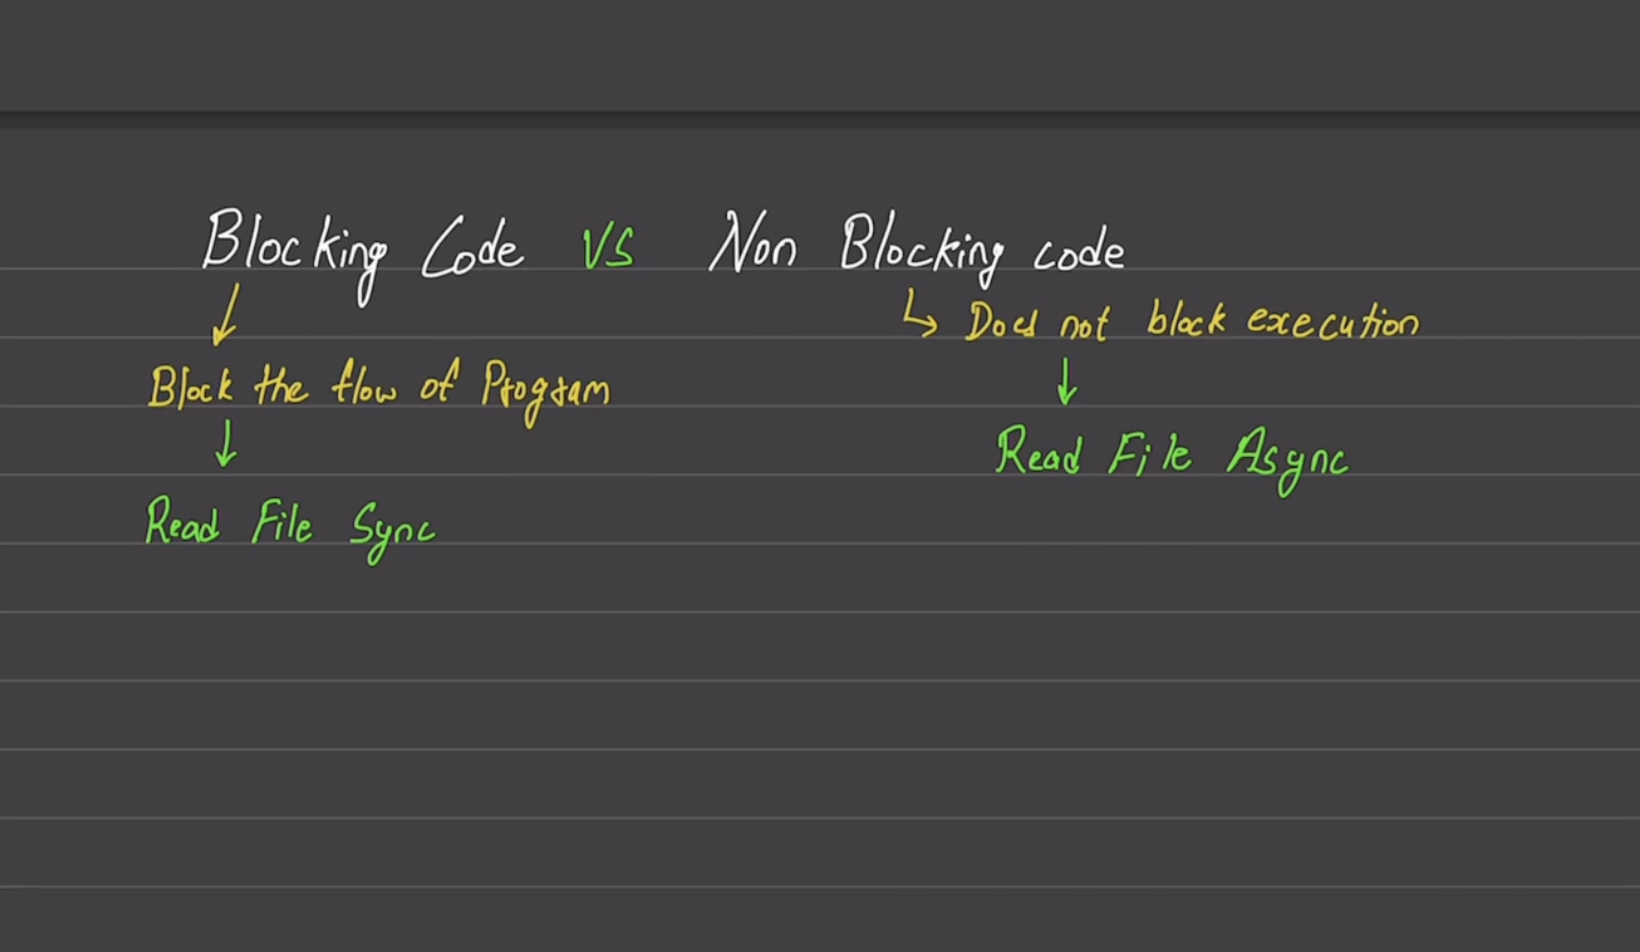 Blocking Code VS Non Blocking code
↳ Does not block execution
Block the flow of Program
Read File Async
Read File Sync